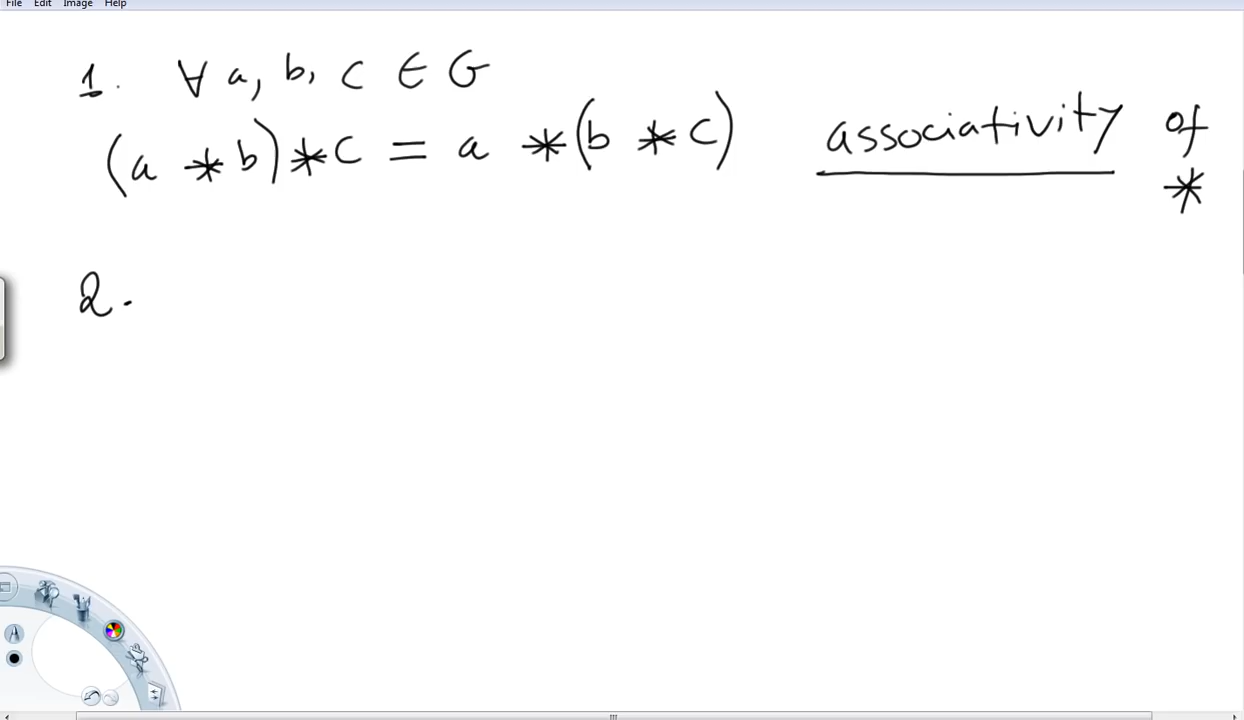 File Edit Image Help
1. ∀ a, b, c ∈ G
(a * b) * c = a * (b * c) associativity of
*
2.